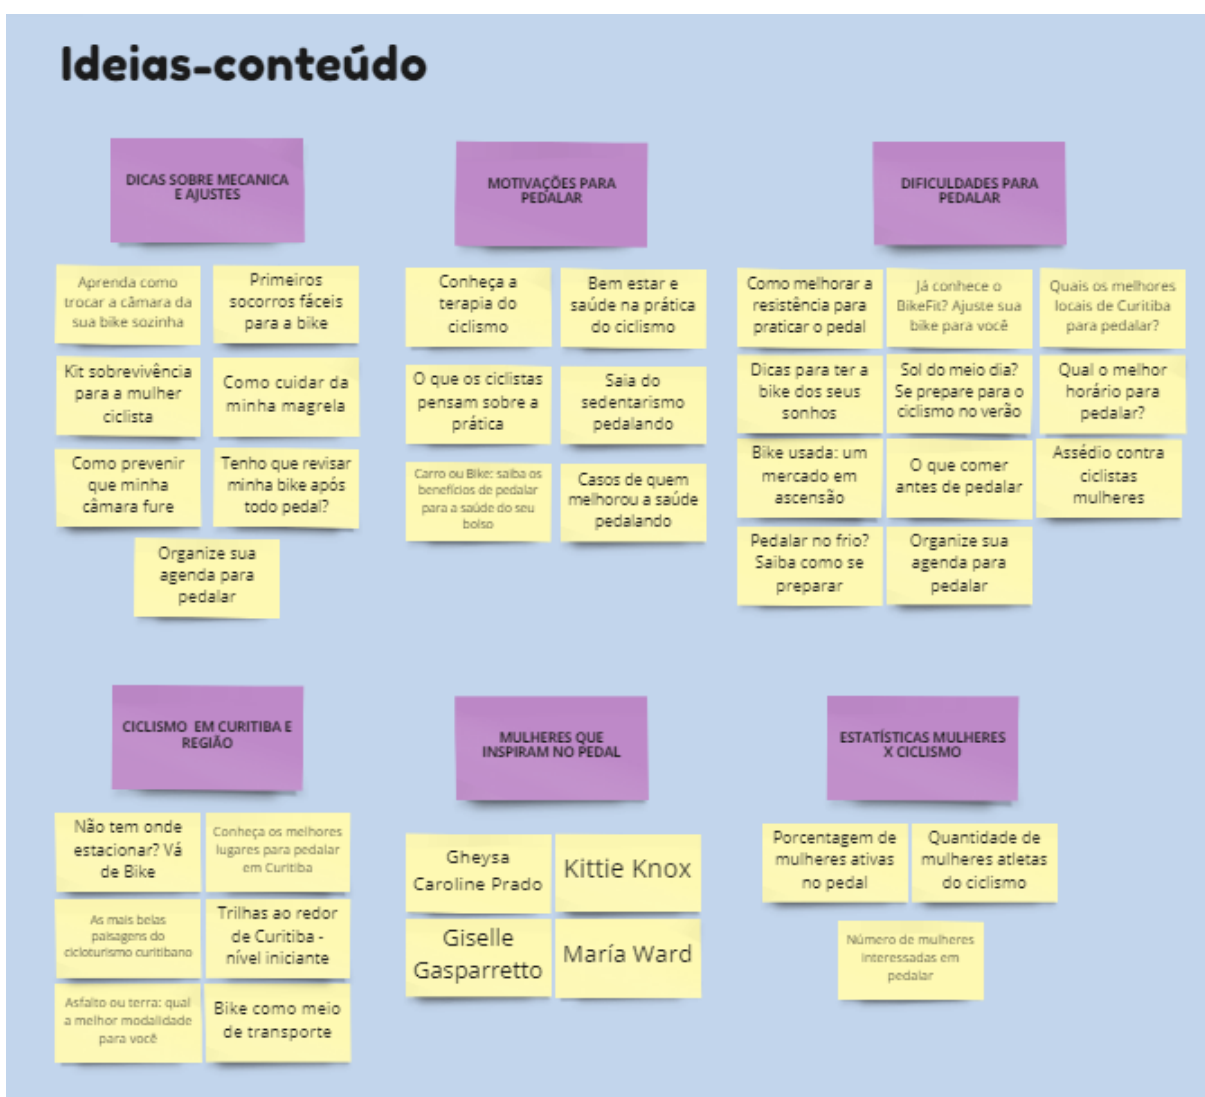 Ideias-conteúdo
DICAS SOBRE MECANICA
E AJUSTES
Aprenda como
trocar a câmara da
sua bike sozinha
Primeiros
socorros fáceis
para a bike
Kit sobrevivência
para a mulher
ciclista
Como cuidar da
minha magrela
Como prevenir
que minha
câmara fure
Tenho que revisar
minha bike após
todo pedal?
Organize sua
agenda para
pedalar
MOTIVAÇÕES PARA
PEDALAR
Conheça a
terapia do
ciclismo
Bem estar e
saúde na prática
do ciclismo
O que os ciclistas
pensam sobre a
prática
Saia do
sedentarismo
pedalando
Carro ou Bike: saiba os
benefícios de pedalar
para a saúde do seu
bolso
Casos de quem
melhorou a saúde
pedalando
DIFICULDADES PARA
PEDALAR
Como melhorar a
resistência para
praticar o pedal
Já conhece o
BikeFit? Ajuste sua
bike para você
Quais os melhores
locais de Curitiba
para pedalar?
Dicas para ter a
bike dos seus
sonhos
Sol do meio dia?
Se prepare para o
ciclismo no verão
Qual o melhor
horário para
pedalar?
Bike usada: um
mercado em
ascensão
O que comer
antes de pedalar
Assédio contra
ciclistas
mulheres
Pedalar no frio?
Saiba como se
preparar
Organize sua
agenda para
pedalar
CICLISMO EM CURITIBA E
REGIÃO
Não tem onde
estacionar? Vá
de Bike
Conheça os melhores
lugares para pedalar
em Curitiba
As mais belas
paisagens do
cicloturismo curitibano
Trilhas ao redor
de Curitiba -
nível iniciante
Asfalto ou terra: qual
a melhor modalidade
para você
Bike como meio
de transporte
MULHERES QUE
INSPIRAM NO PEDAL
Gheysa
Caroline Prado
Kittie Knox
Giselle
Gasparretto
María Ward
ESTATÍSTICAS MULHERES
X CICLISMO
Porcentagem de
mulheres ativas
no pedal
Quantidade de
mulheres atletas
do ciclismo
Número de mulheres
interessadas em
pedalar